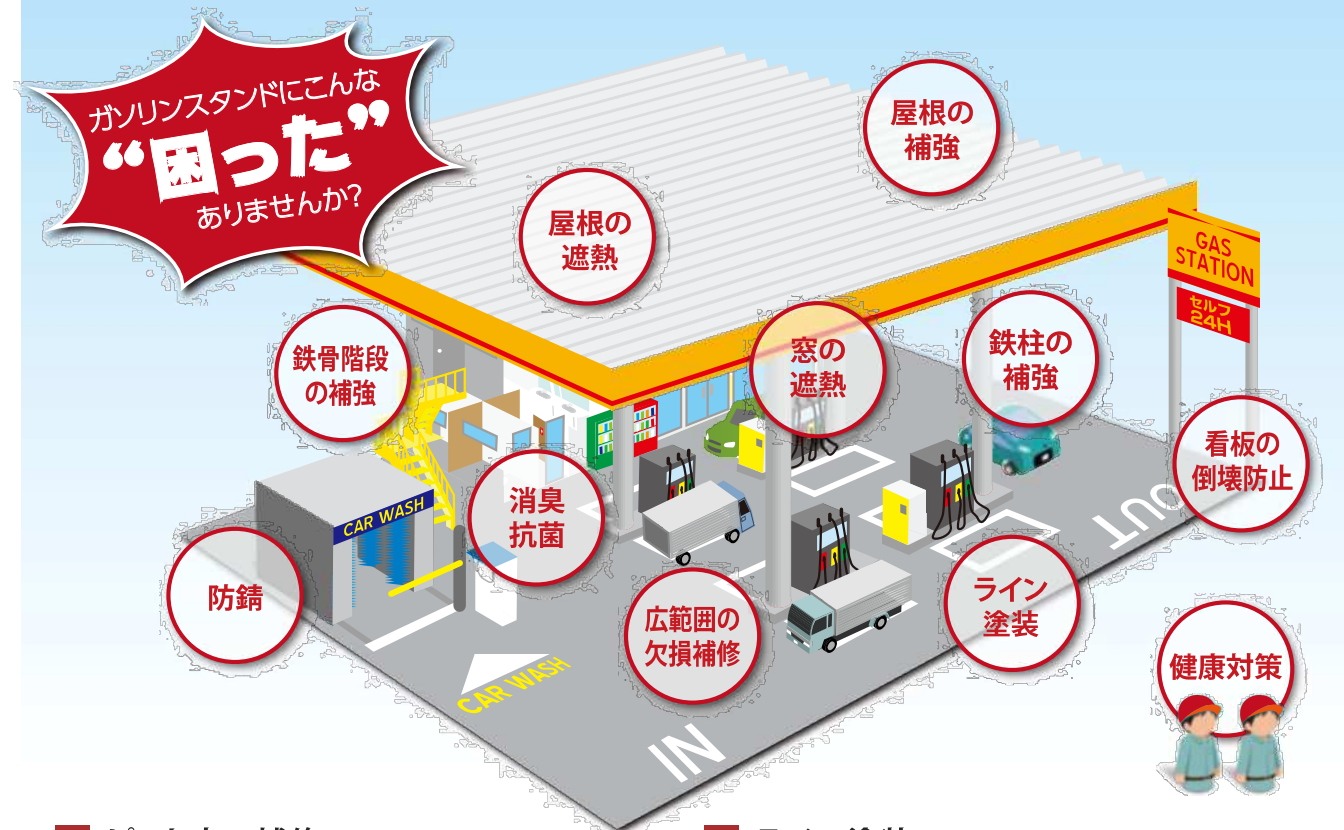 ガソリンスタンドにこんな
“困った”
ありませんか?
屋根の
補強
屋根の
遮熱
GAS
STATION
セルフ
24H
鉄骨階段
の補強
窓の
遮熱
鉄柱の
補強
看板の
倒壊防止
消臭
抗菌
CAR WASH
防錆
広範囲の
欠損補修
ライン
塗装
健康対策
OUT
CAR WASH
IN